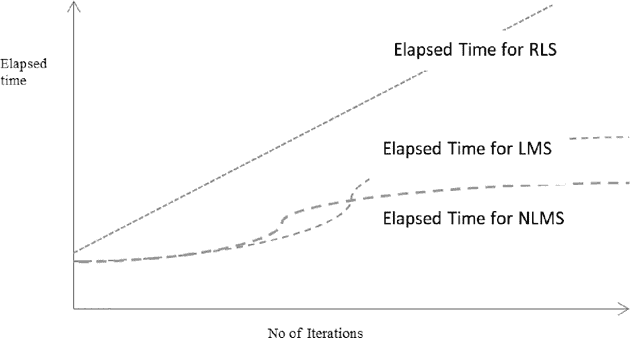 Elapsed Time for RLS
Elapsed
time
Elapsed Time for LMS
Elapsed Time for NLMS
No of Iterations